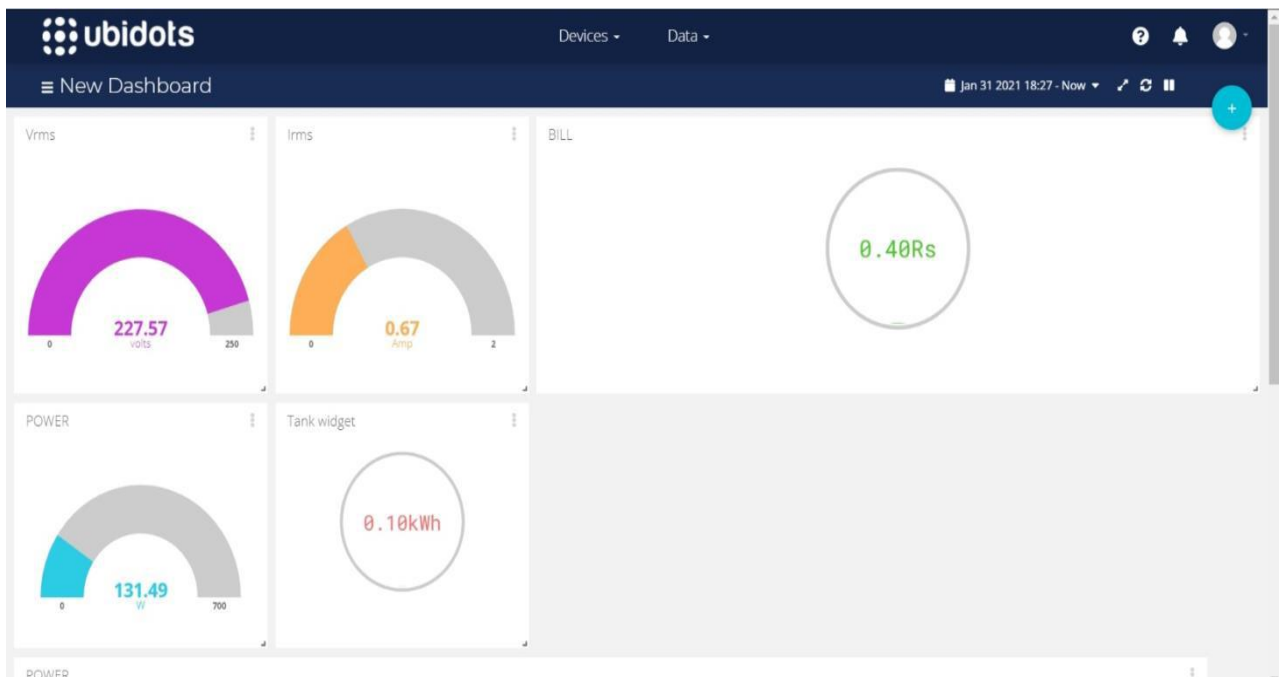 ubidots
Devices
Data
?
New Dashboard
Jan 31 2021 18:27 - Now
+
Vrms
227.57
volts
0
250
Irms
0.67
Amp
0
2
BILL
0.40Rs
POWER
131.49
W
0
700
Tank widget
0.10kWh
POWER